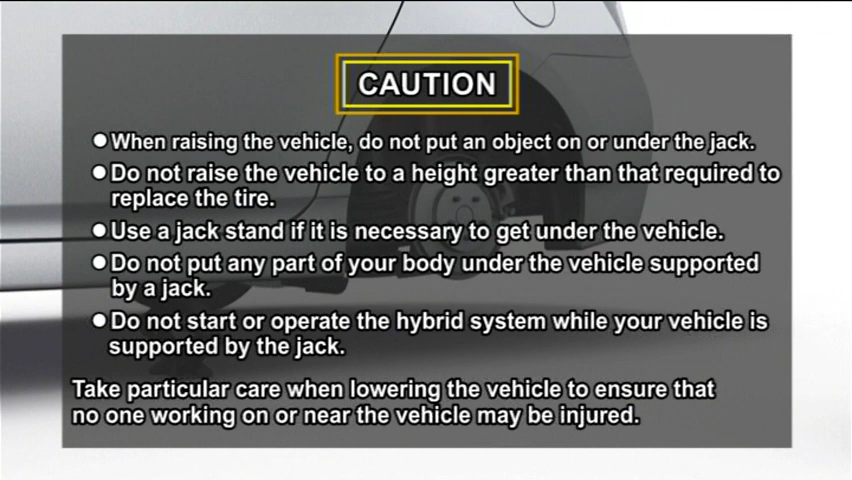 CAUTION
●When raising the vehicle, do not put an object on or under the jack.
●Do not raise the vehicle to a height greater than that required to
replace the tire.
●Use a jack stand if it is necessary to get under the vehicle.
●Do not put any part of your body under the vehicle supported
by a jack.
●Do not start or operate the hybrid system while your vehicle is
supported by the jack.
Take particular care when lowering the vehicle to ensure that
no one working on or near the vehicle may be injured.